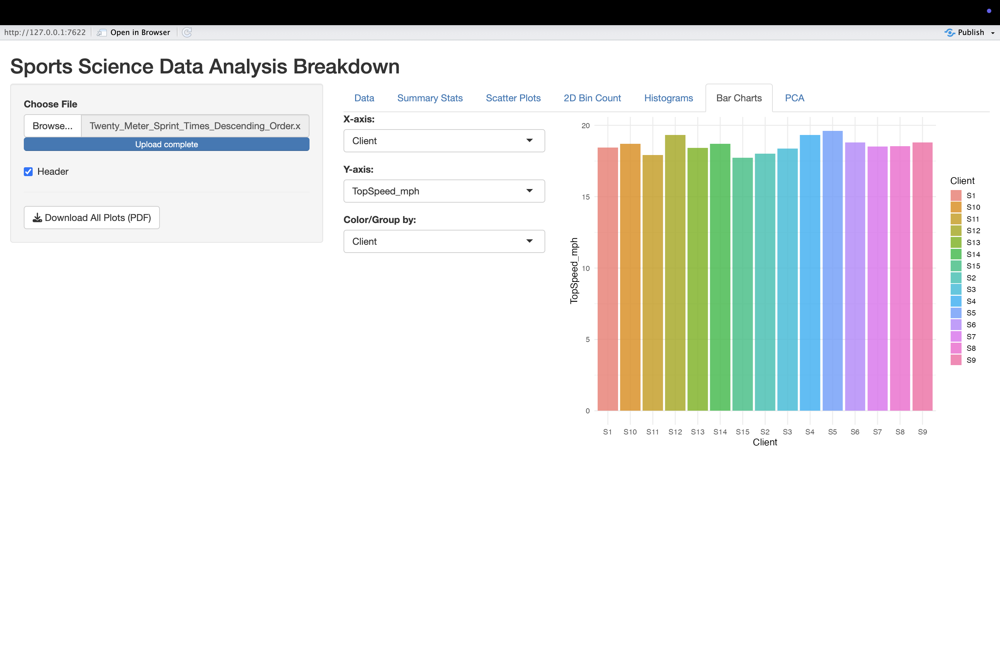 http://127.0.0.1:7622 Open in Browser Publish
Sports Science Data Analysis Breakdown
Choose File
Browse... Twenty_Meter_Sprint_Times_Descending_Order.x
Upload complete
Header
Download All Plots (PDF)
Data Summary Stats Scatter Plots 2D Bin Count Histograms Bar Charts PCA
X-axis:
Client
Y-axis:
TopSpeed_mph
Color/Group by:
Client
TopSpeed_mph
20
15
10
5
0
S1 S10 S11 S12 S13 S14 S15 S2 S3 S4 S5 S6 S7 S8 S9
Client
Client
S1
S10
S11
S12
S13
S14
S15
S2
S3
S4
S5
S6
S7
S8
S9